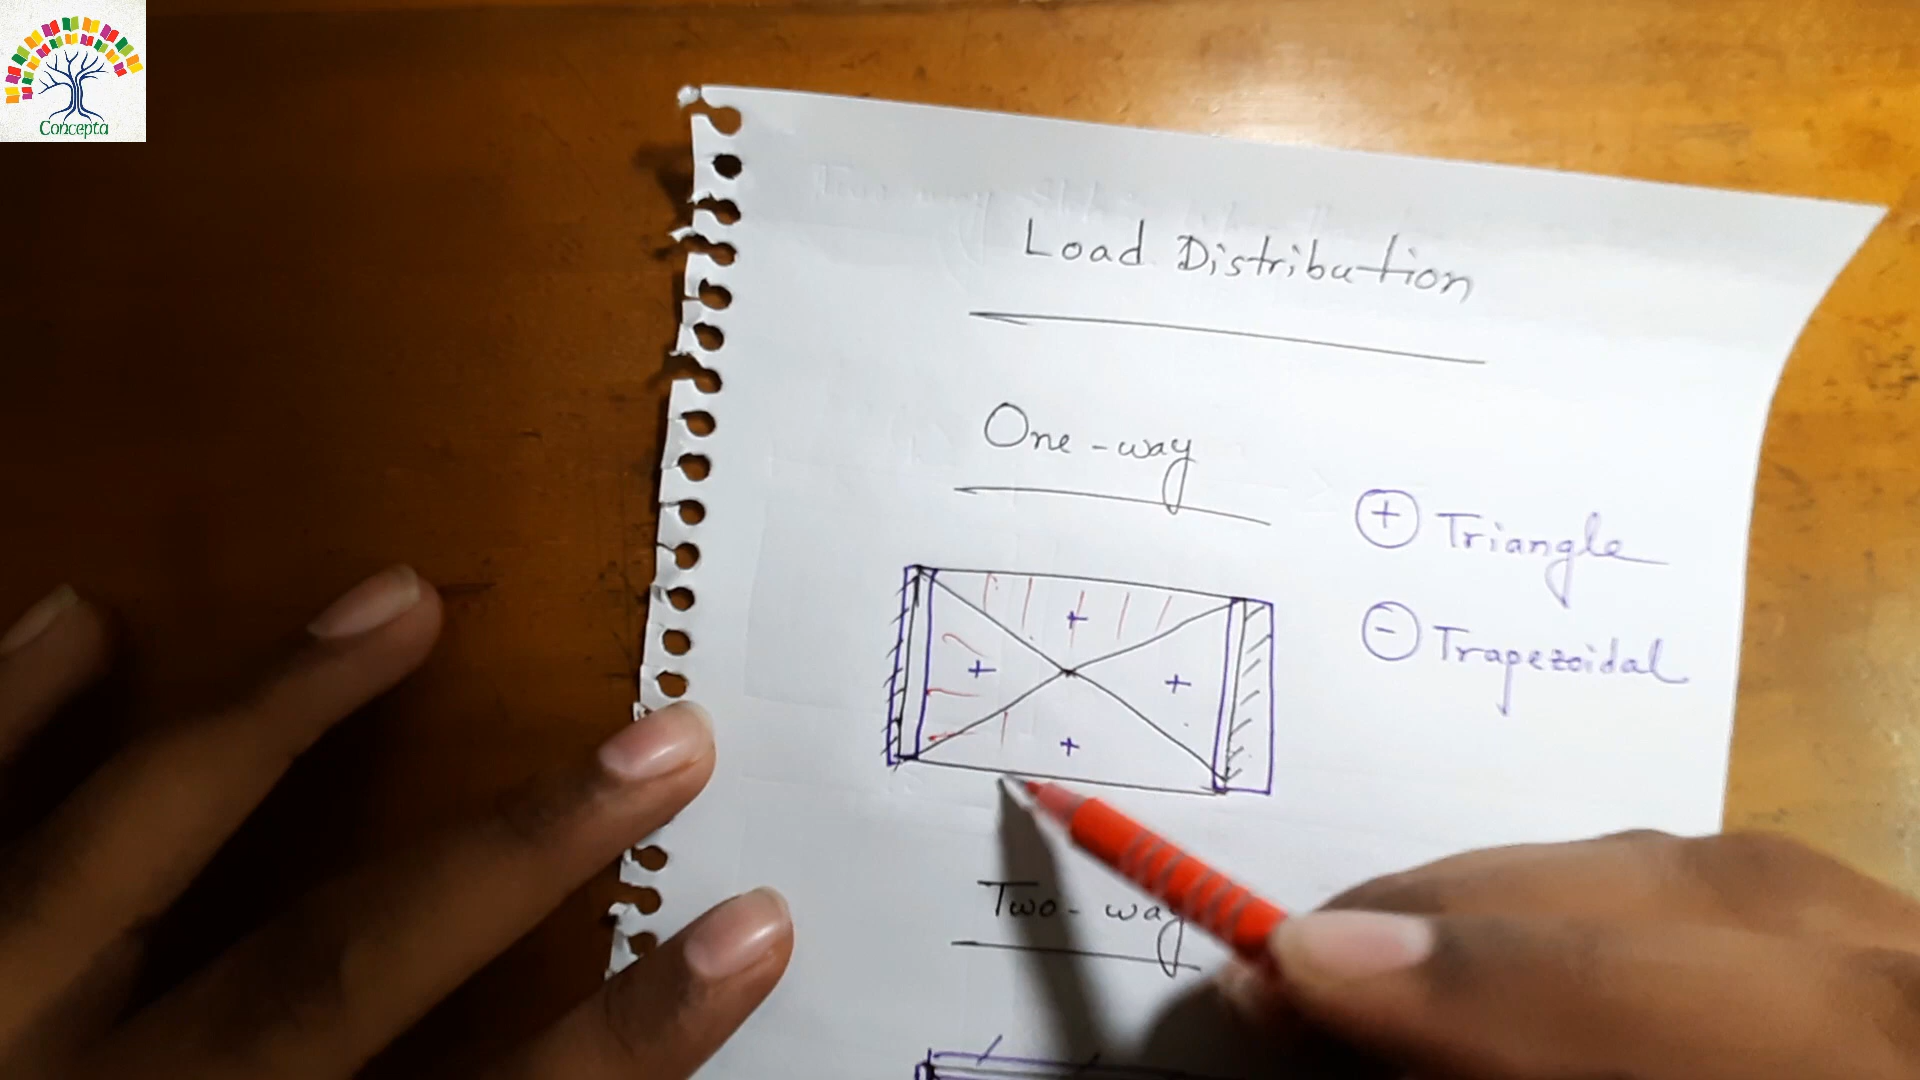 Concepta
Load Distribution
One-way
+ Triangle
- Trapezoidal
+
+
+
+
Two-way